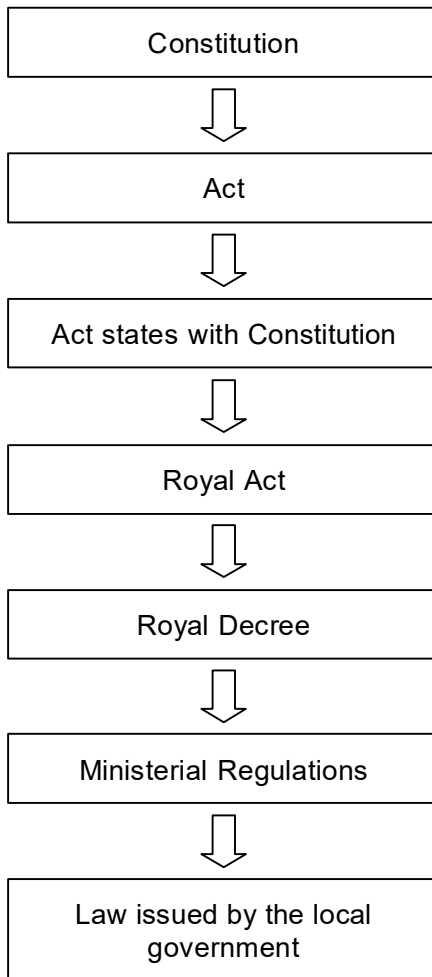 Constitution
Act
Act states with Constitution
Royal Act
Royal Decree
Ministerial Regulations
Law issued by the local
government